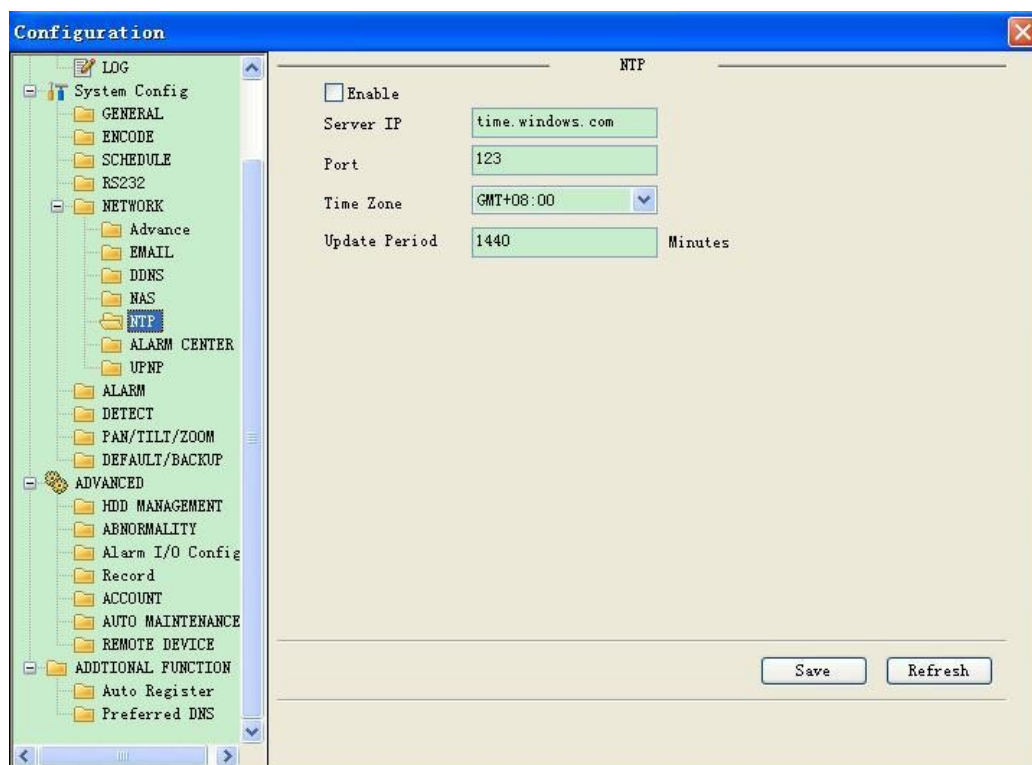 Configuration
LOG
System Config
GENERAL
ENCODE
SCHEDULE
RS232
NETWORK
Advance
EMAIL
DDNS
NAS
NTP
ALARM CENTER
UPNP
ALARM
DETECT
PAN/TILT/ZOOM
DEFAULT/BACKUP
ADVANCED
HDD MANAGEMENT
ABNORMALITY
Alarm I/O Config
Record
ACCOUNT
AUTO MAINTENANCE
REMOTE DEVICE
ADDTIONAL FUNCTION
Auto Register
Preferred DNS
NTP
Enable
Server IP time.windows.com
Port 123
Time Zone GMT+08:00
Update Period 1440 Minutes
Save Refresh